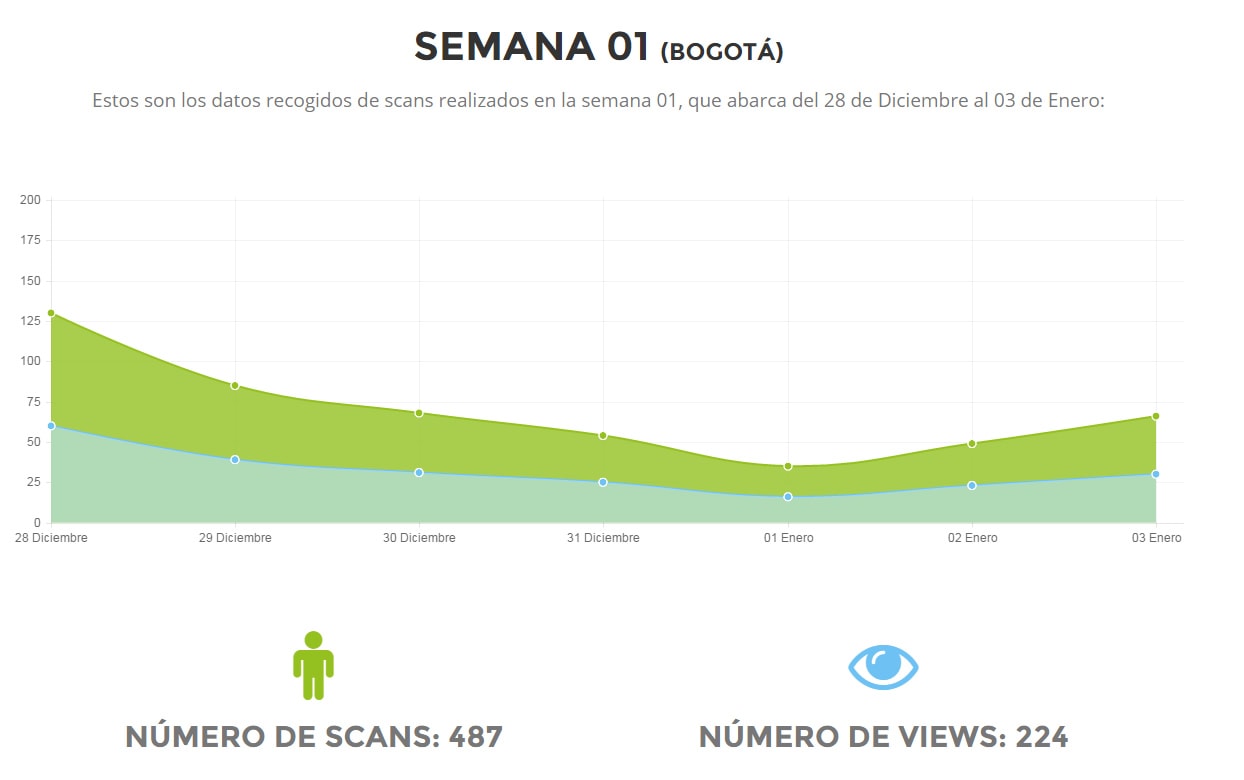 SEMANA 01 (BOGOTÁ)
Estos son los datos recogidos de scans realizados en la semana 01, que abarca del 28 de Diciembre al 03 de Enero:
200
175
150
125
100
75
50
25
0
28 Diciembre 29 Diciembre 30 Diciembre 31 Diciembre 01 Enero 02 Enero 03 Enero
NÚMERO DE SCANS: 487 NÚMERO DE VIEWS: 224